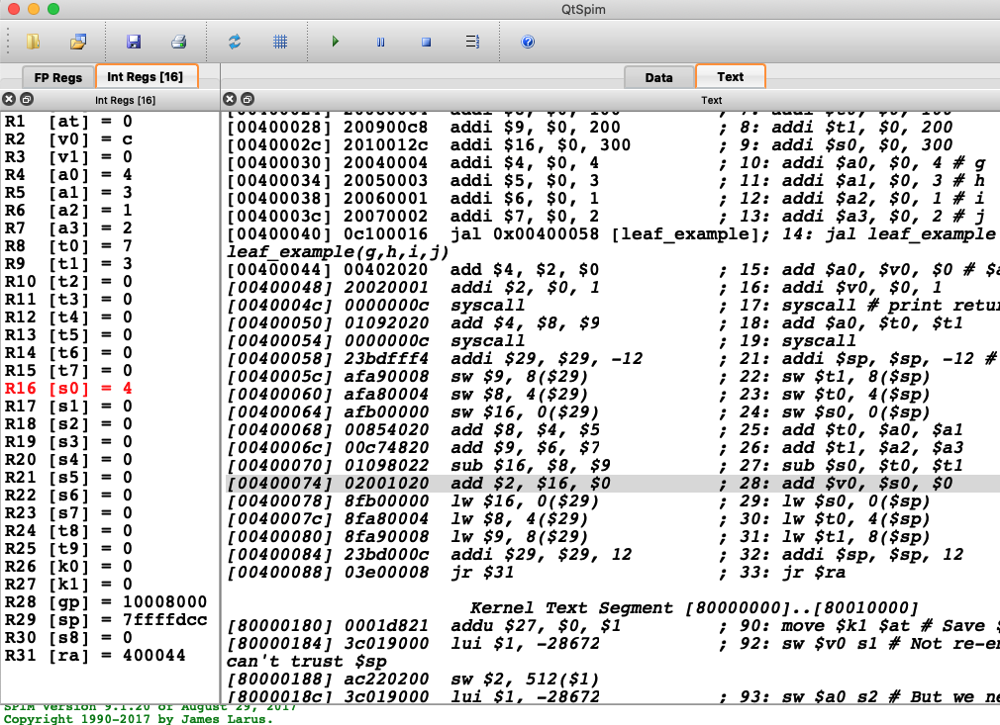 QtSpim
FP Regs
Int Regs [16]
Data
Text
Int Regs [16]
Text
R1 [at] = 0
R2 [v0] = c
R3 [v1] = 0
R4 [a0] = 4
R5 [a1] = 3
R6 [a2] = 1
R7 [a3] = 2
R8 [t0] = 7
R9 [t1] = 3
R10 [t2] = 0
R11 [t3] = 0
R12 [t4] = 0
R13 [t5] = 0
R14 [t6] = 0
R15 [t7] = 0
R16 [s0] = 4
R17 [s1] = 0
R18 [s2] = 0
R19 [s3] = 0
R20 [s4] = 0
R21 [s5] = 0
R22 [s6] = 0
R23 [s7] = 0
R24 [t8] = 0
R25 [t9] = 0
R26 [k0] = 0
R27 [k1] = 0
R28 [gp] = 10008000
R29 [sp] = 7ffffdcc
R30 [s8] = 0
R31 [ra] = 400044
[00400028] 200900c8 addi $9, $0, 200 ; 8: addi $t1, $0, 200
[0040002c] 2010012c addi $16, $0, 300 ; 9: addi $s0, $0, 300
[00400030] 20040004 addi $4, $0, 4 ; 10: addi $a0, $0, 4 # g
[00400034] 20050003 addi $5, $0, 3 ; 11: addi $a1, $0, 3 # h
[00400038] 20060001 addi $6, $0, 1 ; 12: addi $a2, $0, 1 # i
[0040003c] 20070002 addi $7, $0, 2 ; 13: addi $a3, $0, 2 # j
[00400040] 0c100016 jal 0x00400058 [leaf_example]; 14: jal leaf_example
leaf_example(g,h,i,j)
[00400044] 00402020 add $4, $2, $0 ; 15: add $a0, $v0, $0 # $a
[00400048] 20020001 addi $2, $0, 1 ; 16: addi $v0, $0, 1
[0040004c] 0000000c syscall ; 17: syscall # print retur
[00400050] 01092020 add $4, $8, $9 ; 18: add $a0, $t0, $t1
[00400054] 0000000c syscall ; 19: syscall
[00400058] 23bdfff4 addi $29, $29, -12 ; 21: addi $sp, $sp, -12 #
[0040005c] afa90008 sw $9, 8($29) ; 22: sw $t1, 8($sp)
[00400060] afa80004 sw $8, 4($29) ; 23: sw $t0, 4($sp)
[00400064] afb00000 sw $16, 0($29) ; 24: sw $s0, 0($sp)
[00400068] 00854020 add $8, $4, $5 ; 25: add $t0, $a0, $a1
[0040006c] 00c74820 add $9, $6, $7 ; 26: add $t1, $a2, $a3
[00400070] 01098022 sub $16, $8, $9 ; 27: sub $s0, $t0, $t1
[00400074] 02001020 add $2, $16, $0 ; 28: add $v0, $s0, $0
[00400078] 8fb00000 lw $16, 0($29) ; 29: lw $s0, 0($sp)
[0040007c] 8fa80004 lw $8, 4($29) ; 30: lw $t0, 4($sp)
[00400080] 8fa90008 lw $9, 8($29) ; 31: lw $t1, 8($sp)
[00400084] 23bd000c addi $29, $29, 12 ; 32: addi $sp, $sp, 12
[00400088] 03e00008 jr $31 ; 33: jr $ra
Kernel Text Segment [80000000]..[80010000]
[80000180] 0001d821 addu $27, $0, $1 ; 90: move $k1 $at # Save $
[80000184] 3c019000 lui $1, -28672 ; 92: sw $v0 s1 # Not re-en
can't trust $sp
[80000188] ac220200 sw $2, 512($1)
[8000018c] 3c019000 lui $1, -28672 ; 93: sw $a0 s2 # But we ne
SPIM Version 9.1.20 of August 29, 2017
Copyright 1990-2017 by James Larus.